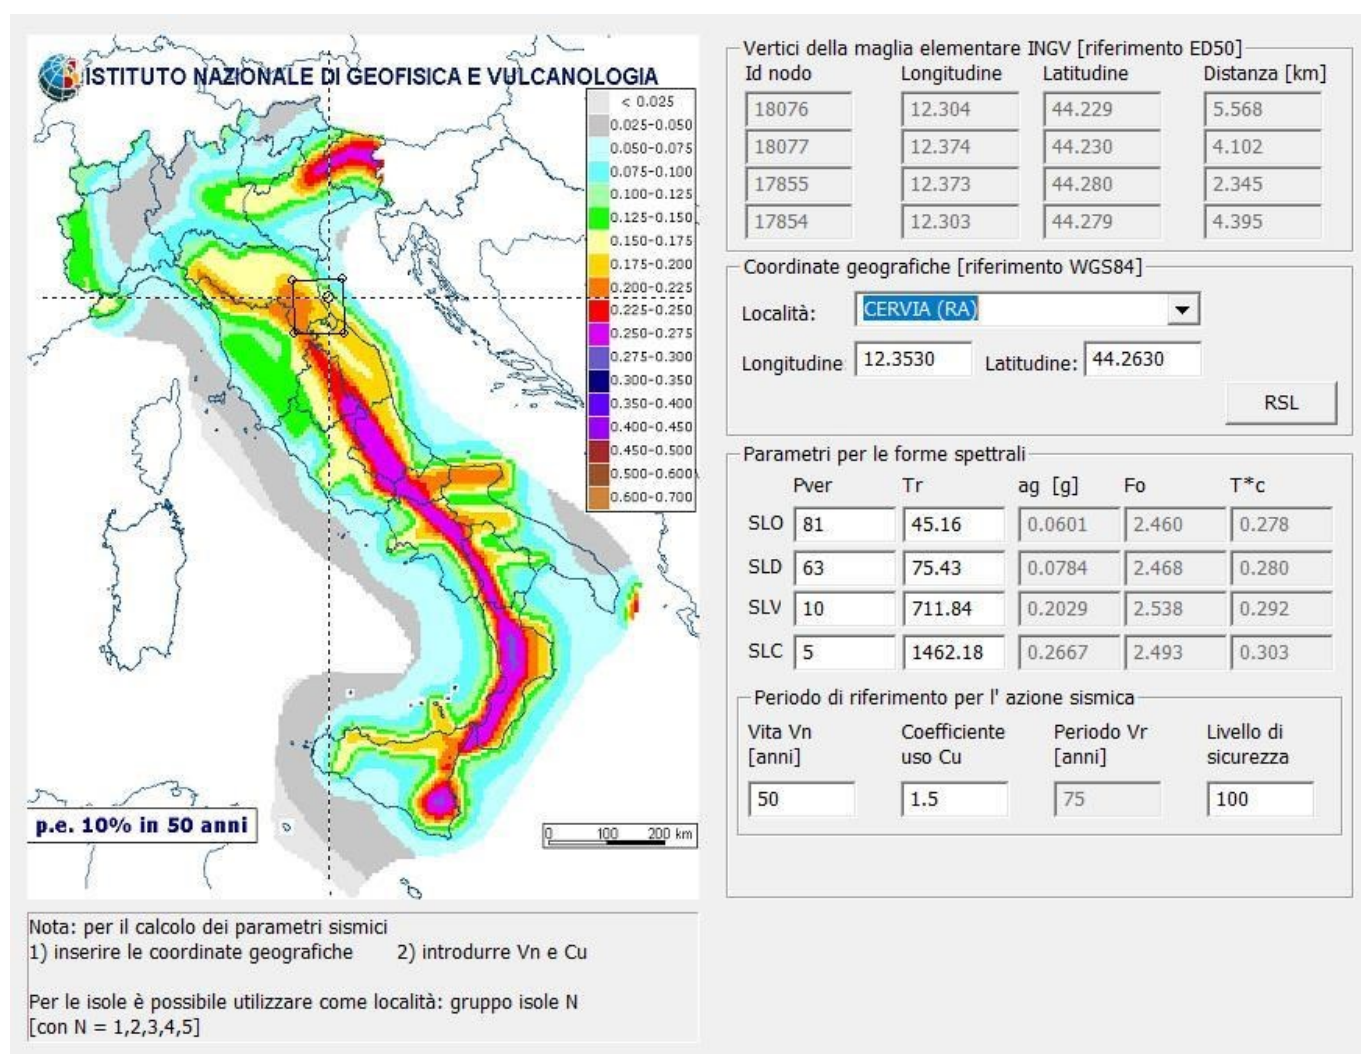 ISTITUTO NAZIONALE DI GEOFISICA E VULCANOLOGIA
< 0.025
0.025-0.050
0.050-0.075
0.075-0.100
0.100-0.125
0.125-0.150
0.150-0.175
0.175-0.200
0.200-0.225
0.225-0.250
0.250-0.275
0.275-0.300
0.300-0.350
0.350-0.400
0.400-0.450
0.450-0.500
0.500-0.600
0.600-0.700
p.e. 10% in 50 anni
0 100 200 km
Nota: per il calcolo dei parametri sismici
1) inserire le coordinate geografiche 2) introdurre Vn e Cu
Per le isole è possibile utilizzare come località: gruppo isole N
[con N = 1,2,3,4,5]
Vertici della maglia elementare INGV [riferimento ED50]
Id nodo Longitudine Latitudine Distanza [km]
18076 12.304 44.229 5.568
18077 12.374 44.230 4.102
17855 12.373 44.280 2.345
17854 12.303 44.279 4.395
Coordinate geografiche [riferimento WGS84]
Località: CERVIA (RA)
Longitudine 12.3530 Latitudine: 44.2630
RSL
Parametri per le forme spettrali
Pver Tr ag [g] Fo T*c
SLO 81 45.16 0.0601 2.460 0.278
SLD 63 75.43 0.0784 2.468 0.280
SLV 10 711.84 0.2029 2.538 0.292
SLC 5 1462.18 0.2667 2.493 0.303
Periodo di riferimento per l' azione sismica
Vita Vn Coefficiente Periodo Vr Livello di
[anni] uso Cu [anni] sicurezza
50 1.5 75 100